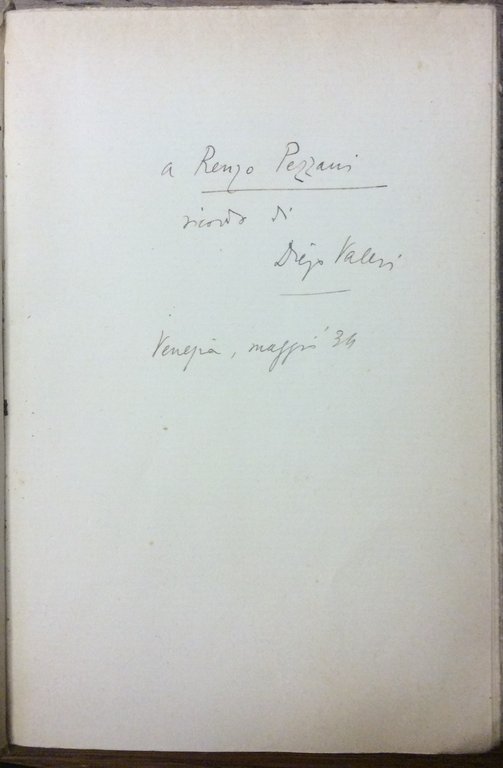 a Renzo Pezzani
ricordo di
Diego Valeri
Venezia, maggio '34